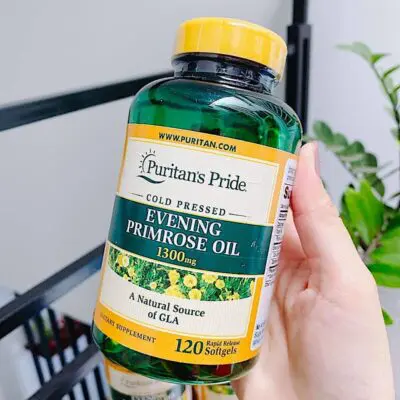 WWW.PURITAN.COM
Puritan's Pride
COLD PRESSED
EVENING
PRIMROSE OIL
1300mg
A Natural Source
of GLA
DIETARY SUPPLEMENT
120 Rapid Release
Softgels